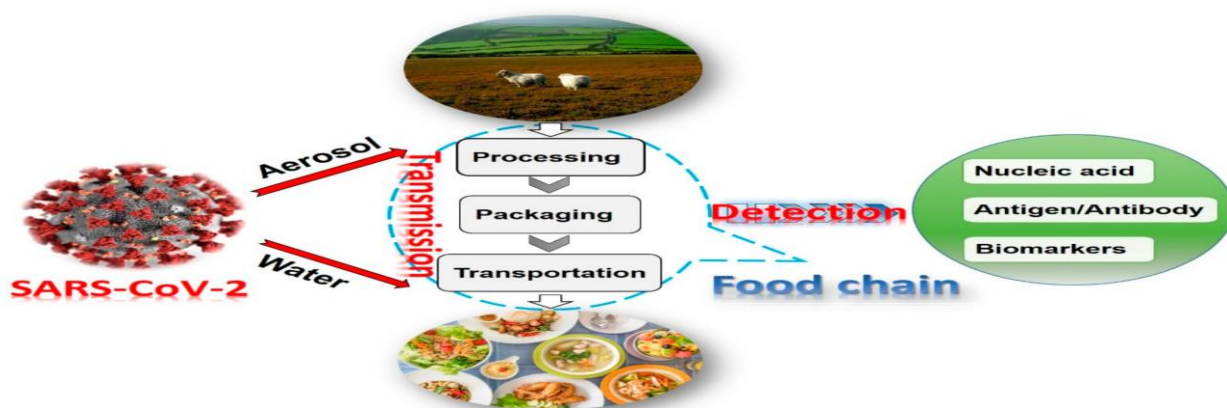 Aerosol
Water
SARS-CoV-2
Transmission
Processing
Packaging
Transportation
Detection
Food chain
Nucleic acid
Antigen/Antibody
Biomarkers